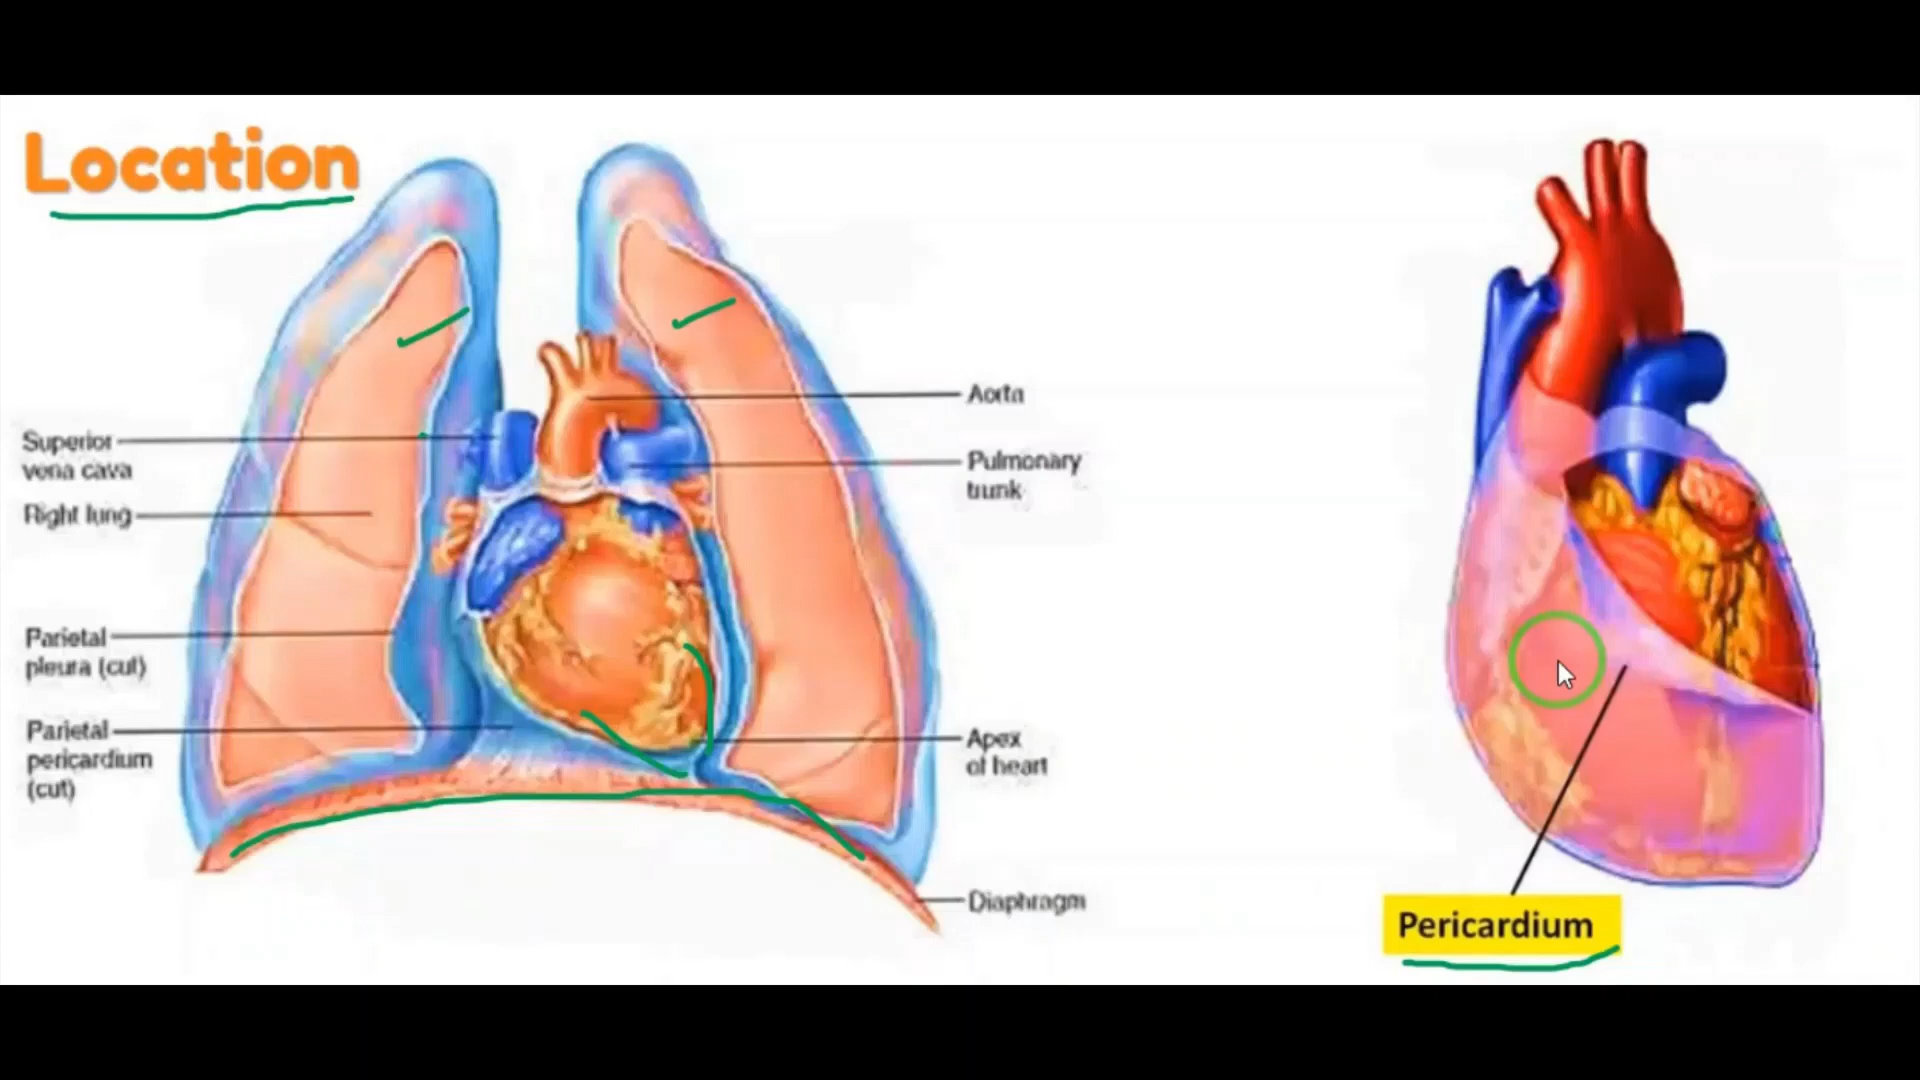 Location
Superior
vena cava
Right lung
Parietal
pleura (cut)
Parietal
pericardium
(cut)
Aorta
Pulmonary
trunk
Apex
of heart
Diaphragm
Pericardium